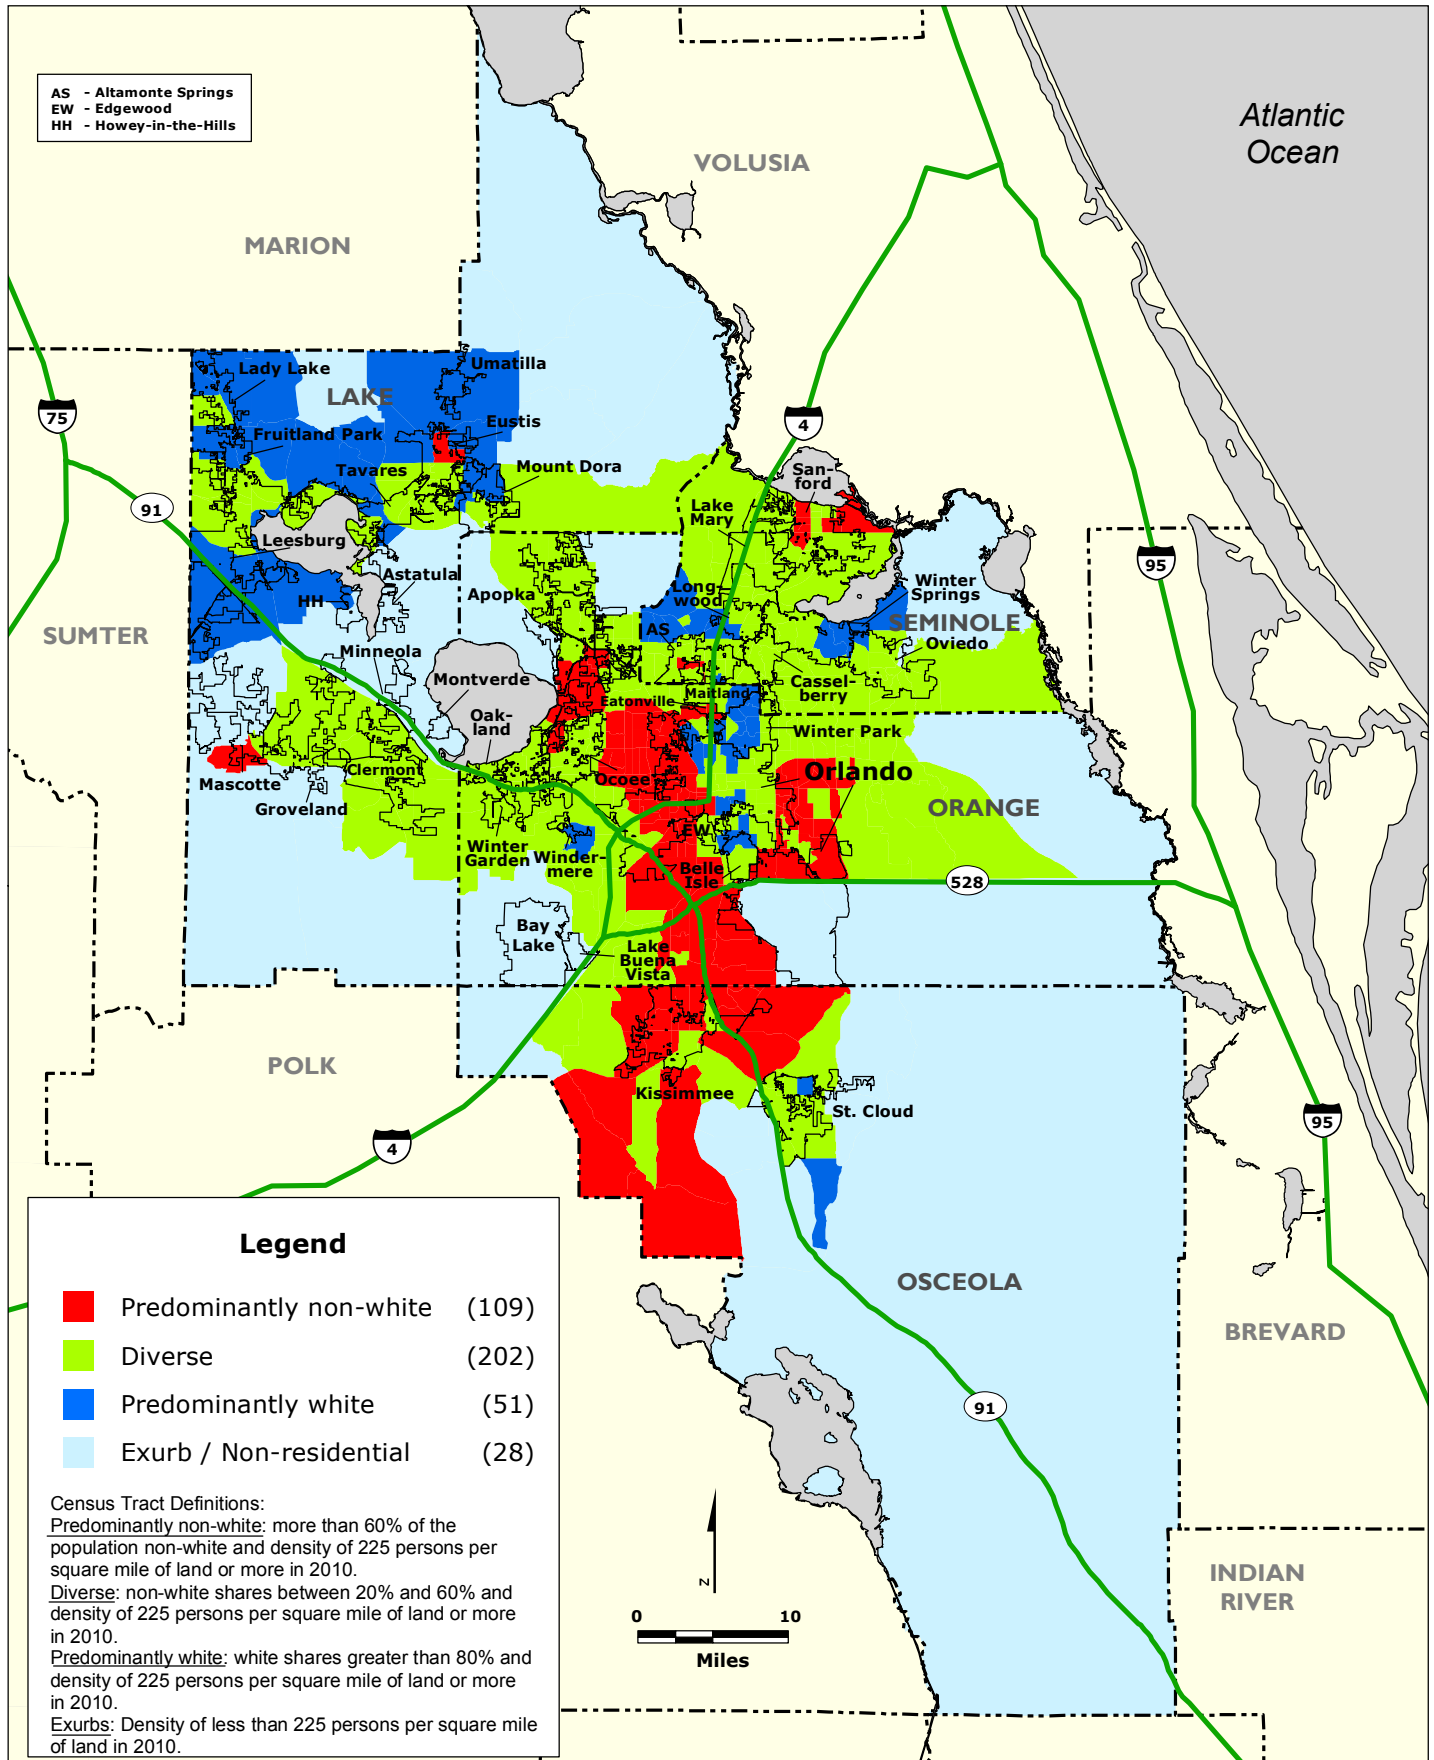 AS - Altamonte Springs
EW - Edgewood
HH - Howey-in-the-Hills
Atlantic
Ocean
VOLUSIA
MARION
Lady Lake
Umatilla
LAKE
75
Eustis
4
Fruitland Park
Tavares
Mount Dora
San-
ford
91
Lake
Mary
Leesburg
95
Astatula
Winter
Springs
Long-
wood
Apopka
HH
SEMINOLE
SUMTER
AS
Oviedo
Minneola
Montverde
Cassel-
berry
Eatonville
Maitland
Oak-
land
Winter Park
Orlando
Ocoee
Clermont
Mascotte
Groveland
ORANGE
EW
Winter
Garden
Winder-
mere
Belle
Isle
528
Bay
Lake
Lake
Buena
Vista
POLK
Kissimmee
St. Cloud
4
95
Legend
Predominantly non-white (109)
Diverse (202)
Predominantly white (51)
Exurb / Non-residential (28)
Census Tract Definitions:
Predominantly non-white: more than 60% of the
population non-white and density of 225 persons per
square mile of land or more in 2010.
Diverse: non-white shares between 20% and 60% and
density of 225 persons per square mile of land or more
in 2010.
Predominantly white: white shares greater than 80% and
density of 225 persons per square mile of land or more
in 2010.
Exurbs: Density of less than 225 persons per square mile
of land in 2010.
OSCEOLA
BREVARD
91
N
0 10
Miles
INDIAN
RIVER